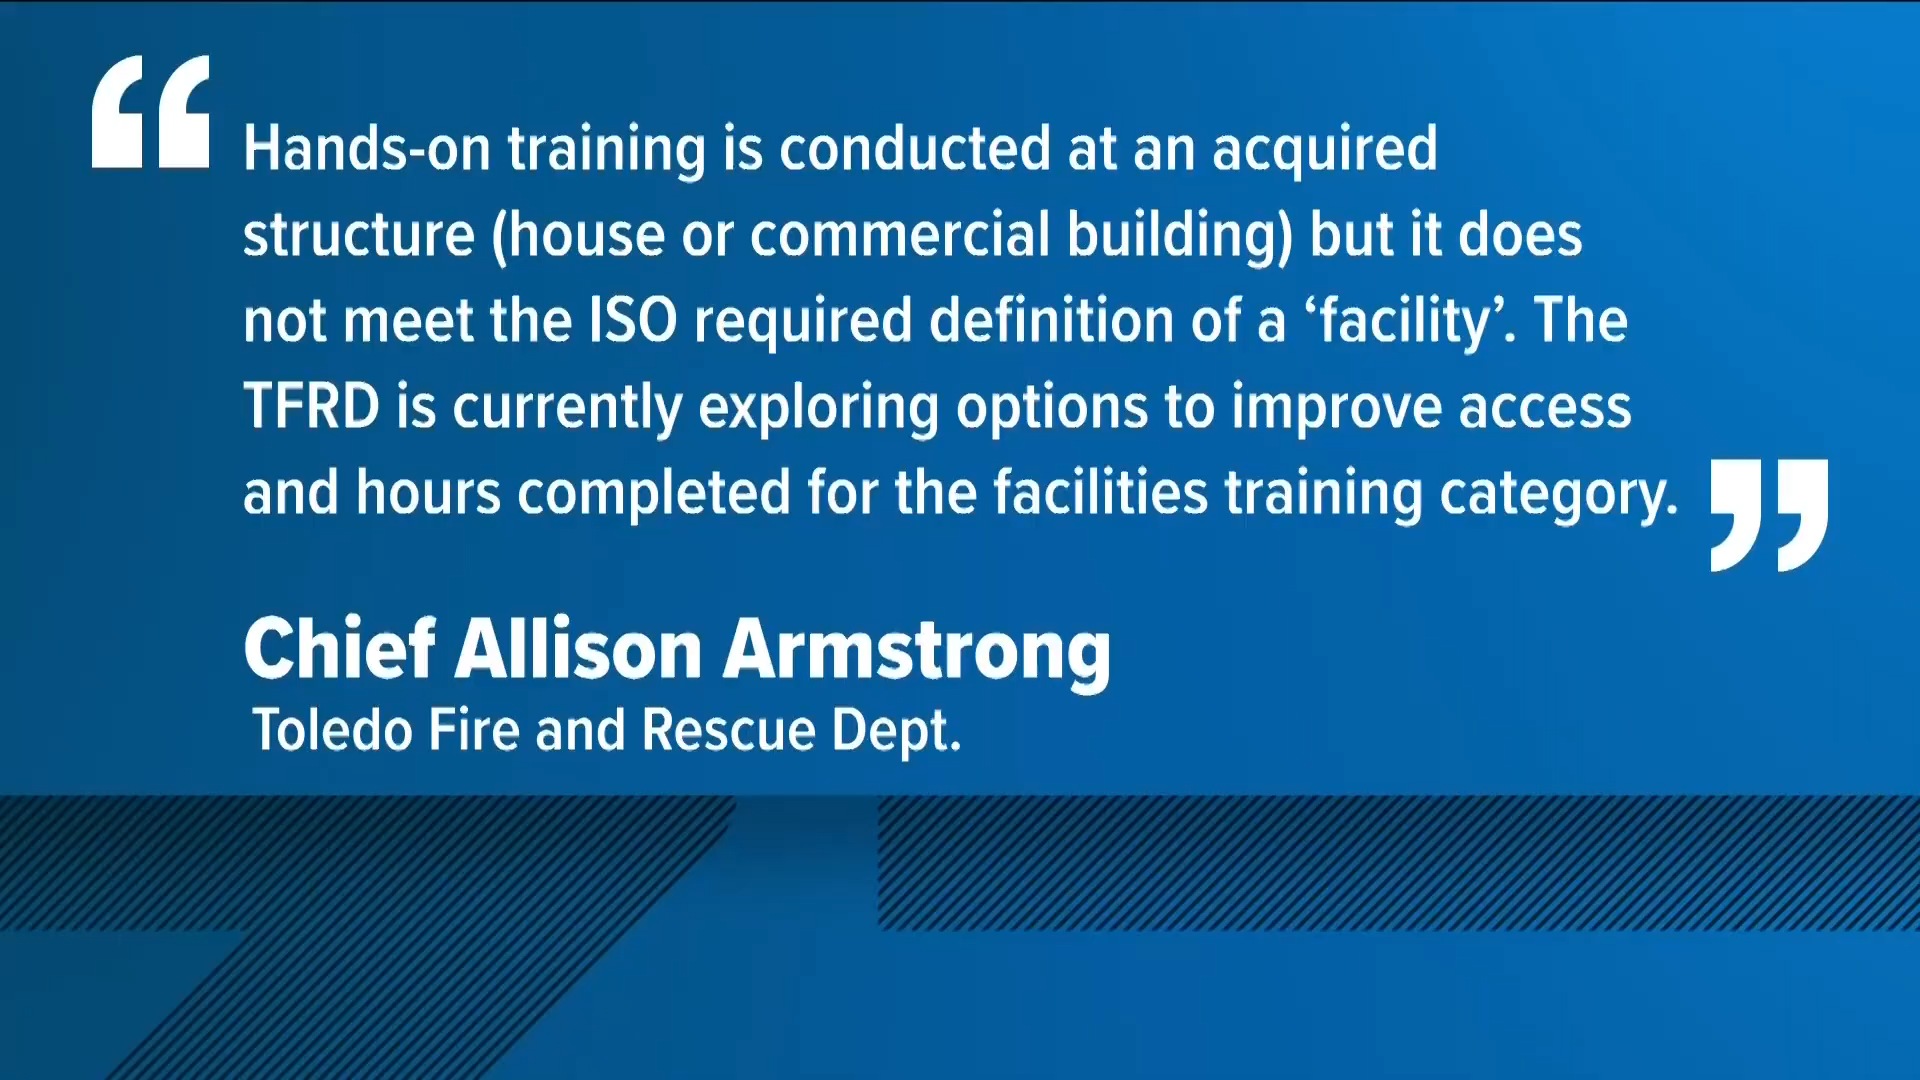 “Hands-on training is conducted at an acquired
structure (house or commercial building) but it does
not meet the ISO required definition of a ‘facility’. The
TFRD is currently exploring options to improve access
and hours completed for the facilities training category.”
Chief Allison Armstrong
Toledo Fire and Rescue Dept.